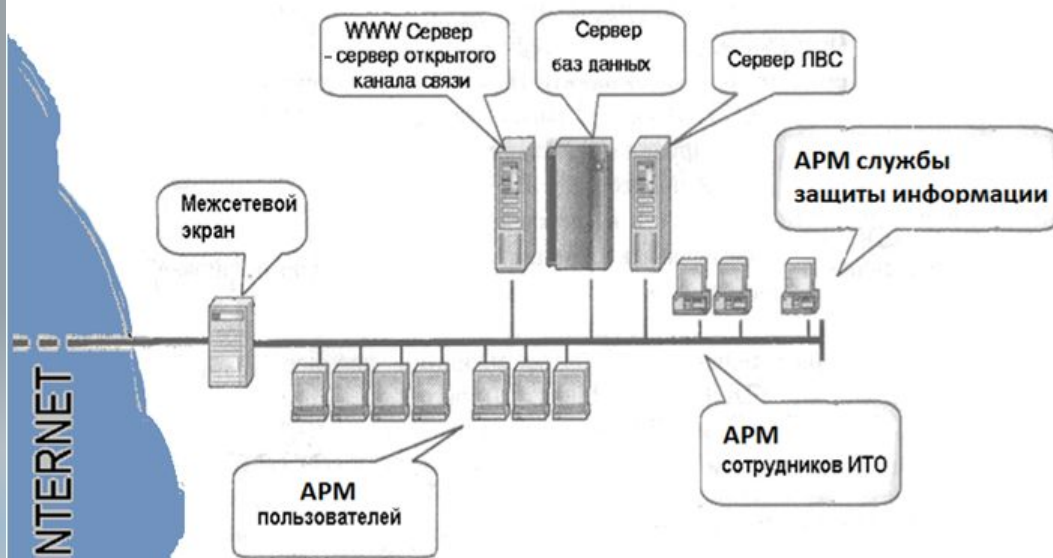 WWW Сервер
– сервер открытого
канала связи
Сервер
баз данных
Сервер ЛВС
АРМ службы
защиты информации
Межсетевой
экран
АРМ
сотрудников ИТО
АРМ
пользователей
INTERNET